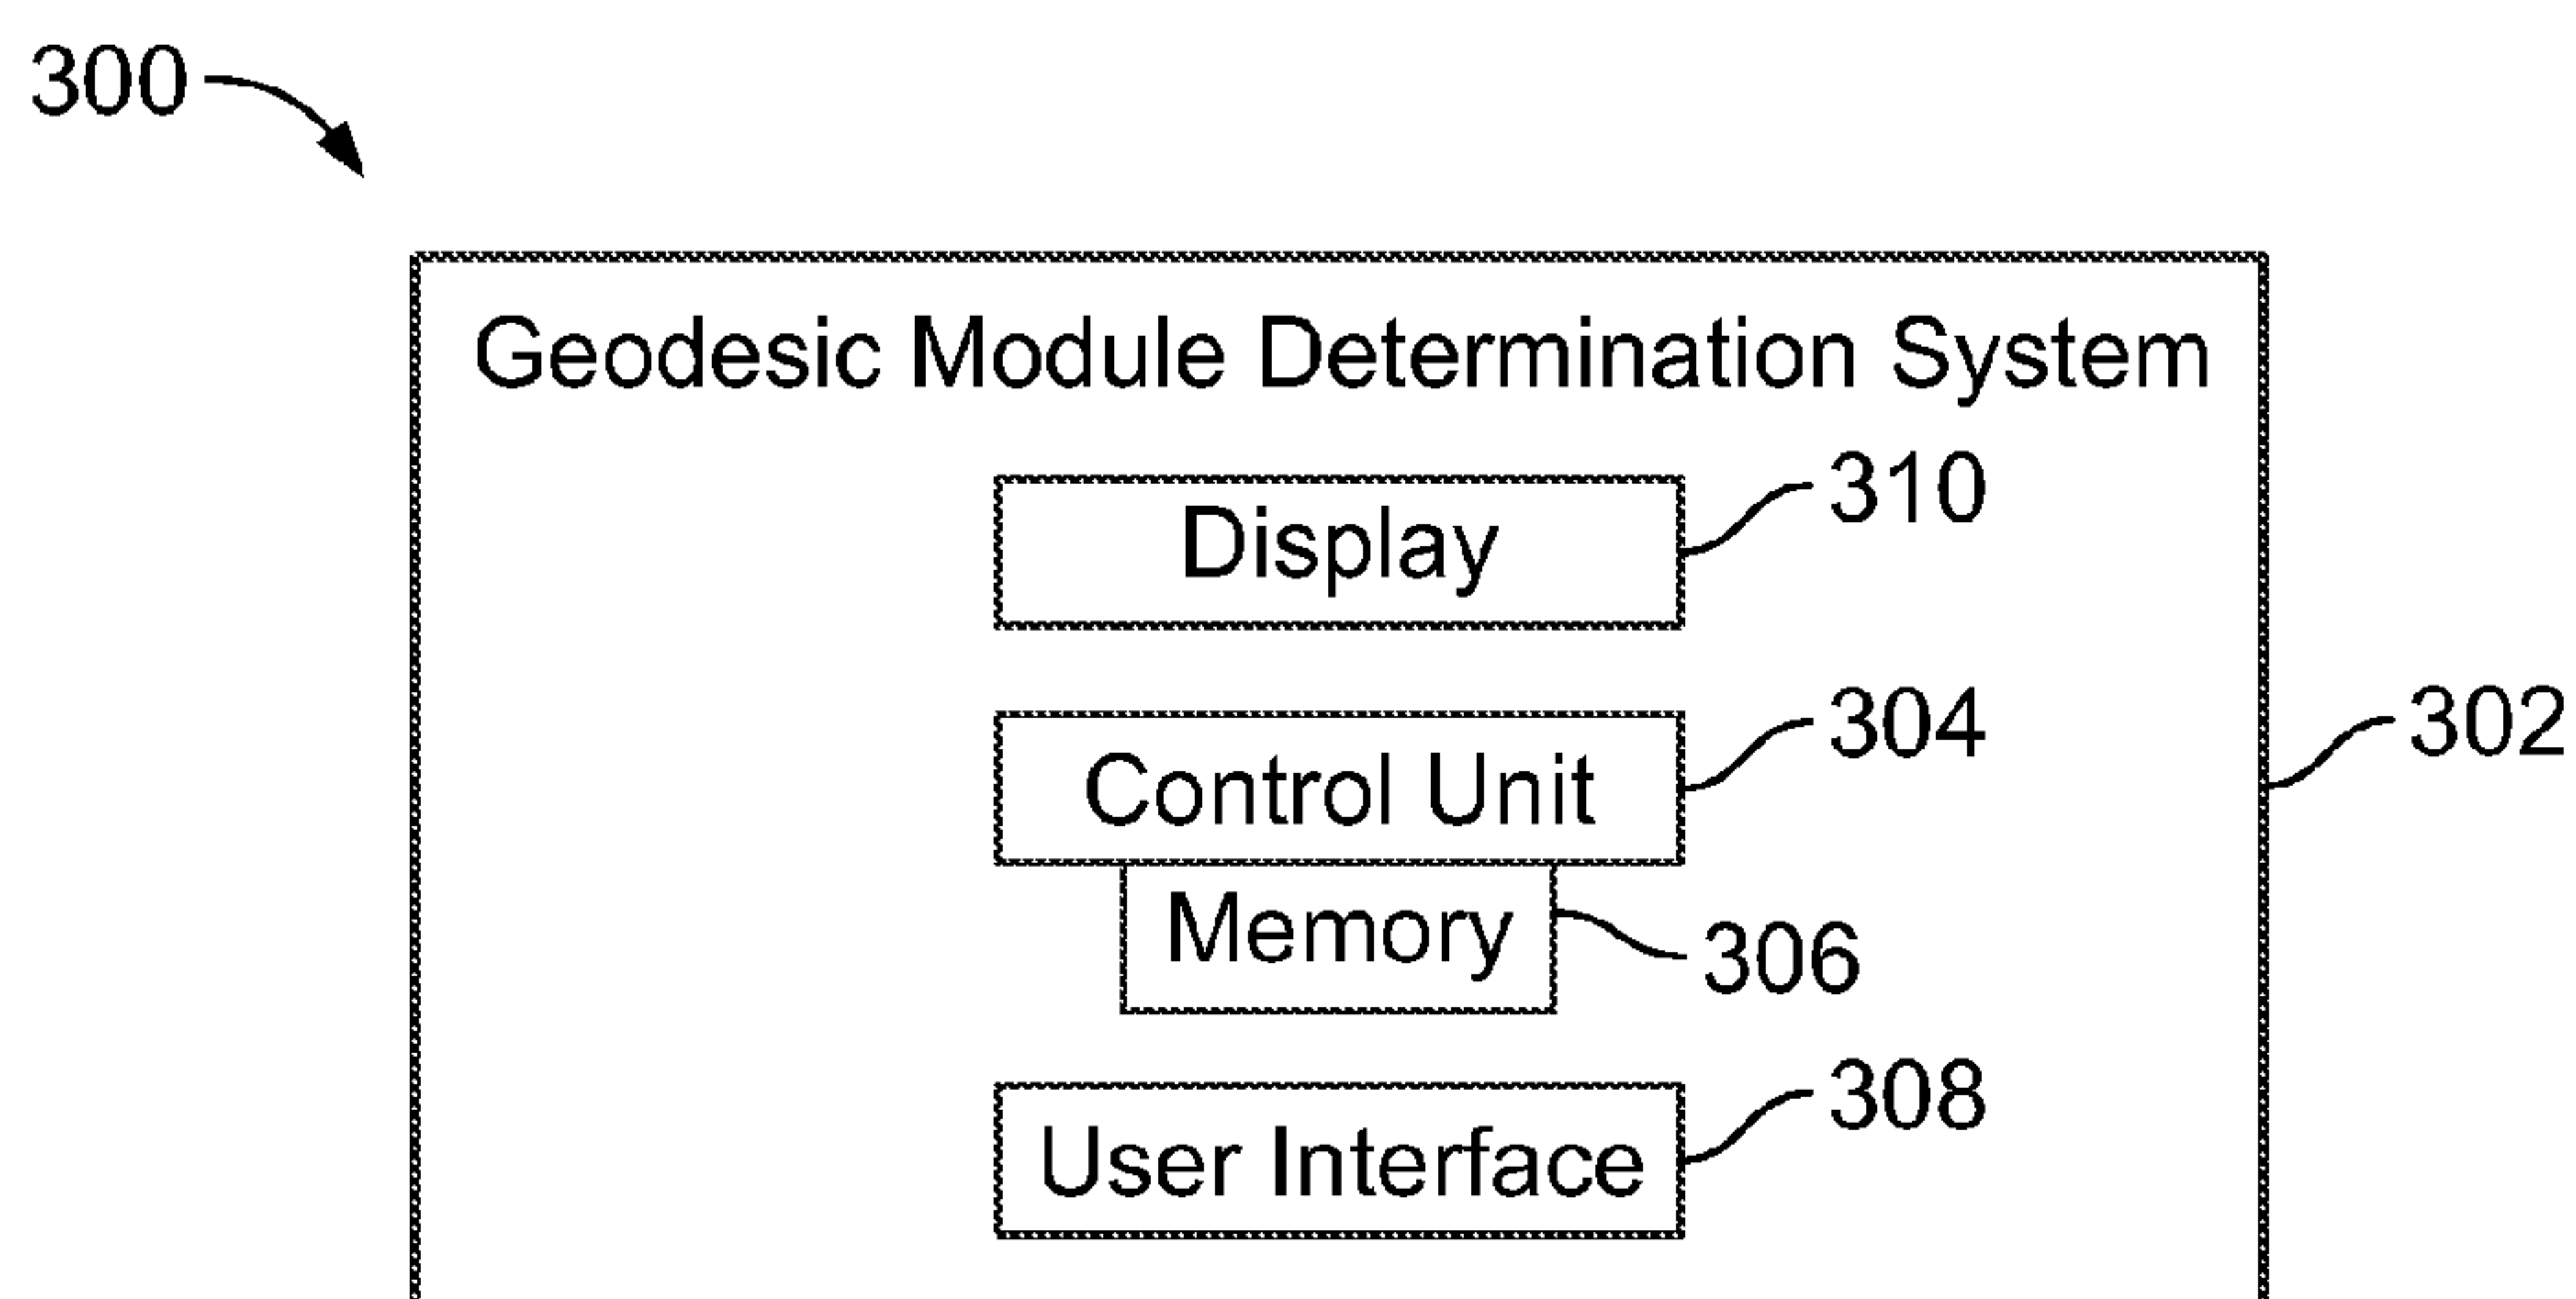 300
Geodesic Module Determination System
Display
310
Control Unit
304
302
Memory
306
User Interface
308